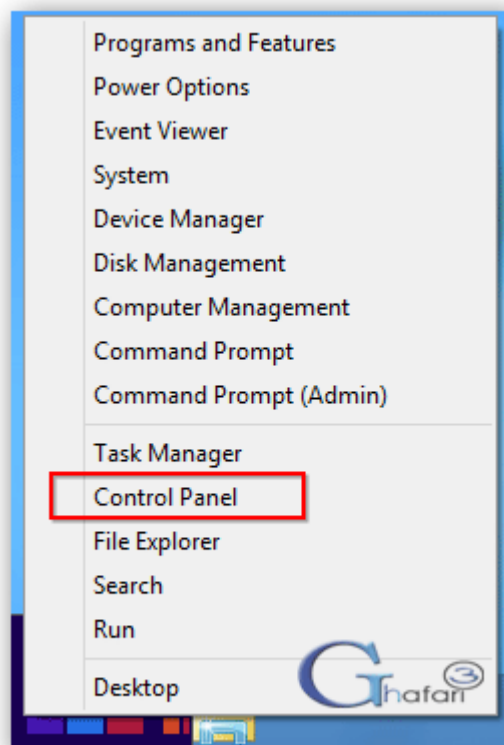 Programs and Features
Power Options
Event Viewer
System
Device Manager
Disk Management
Computer Management
Command Prompt
Command Prompt (Admin)
Task Manager
Control Panel
File Explorer
Search
Run
Desktop
Ghafari3